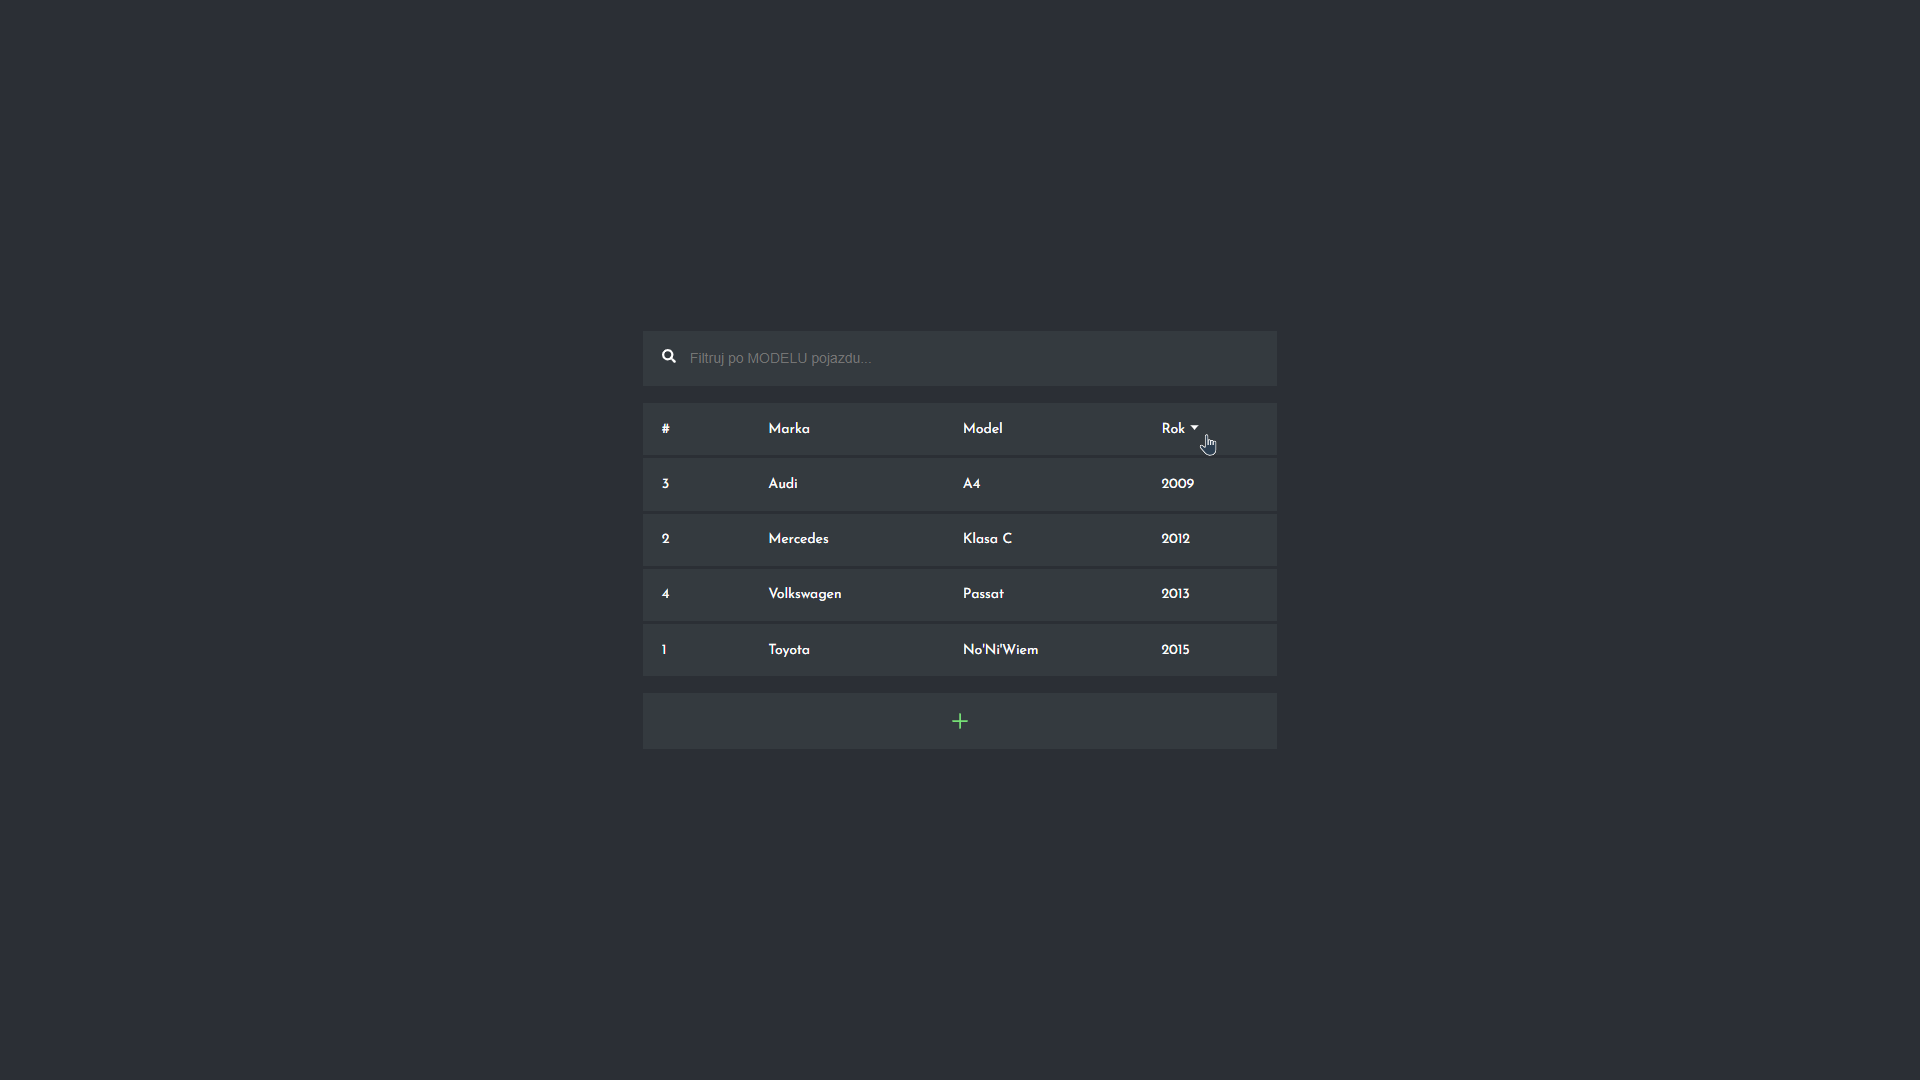 Filtruj po MODELU pojazdu...
# Marka Model Rok
3 Audi A4 2009
2 Mercedes Klasa C 2012
4 Volkswagen Passat 2013
1 Toyota No'Ni'Wiem 2015
+